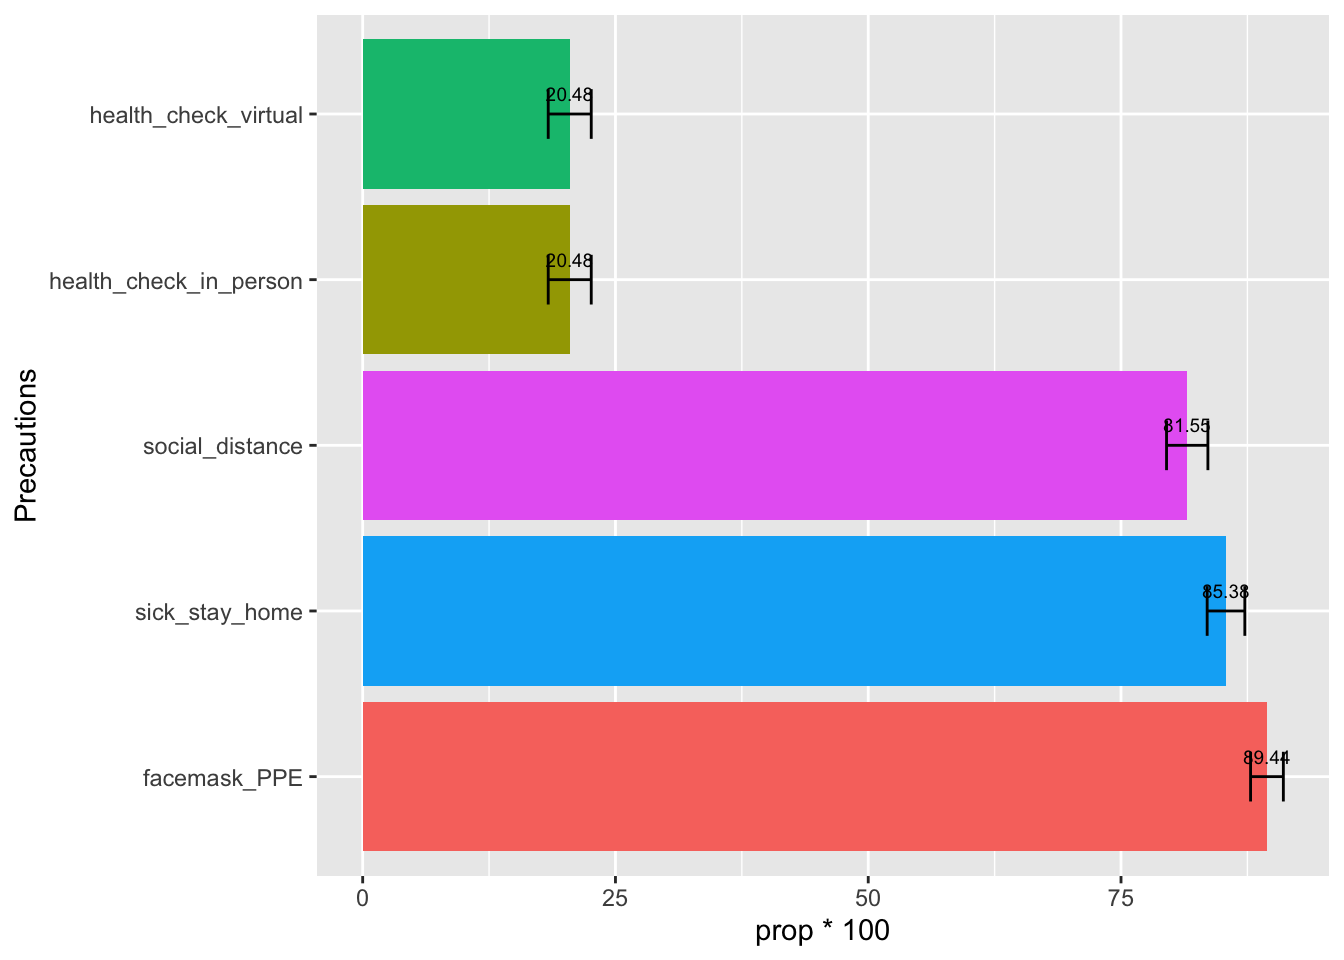 health_check_virtual
20.48
health_check_in_person
20.48
social_distance
81.55
sick_stay_home
85.38
facemask_PPE
89.44
Precautions
0 25 50 75
prop * 100